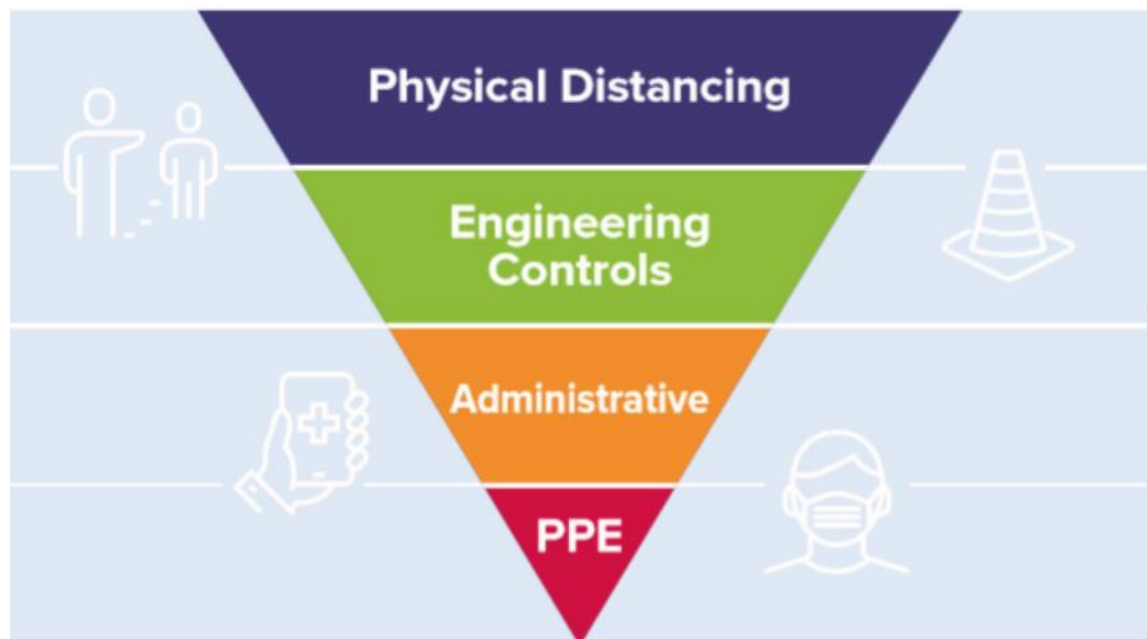 Physical Distancing
Engineering
Controls
Administrative
PPE